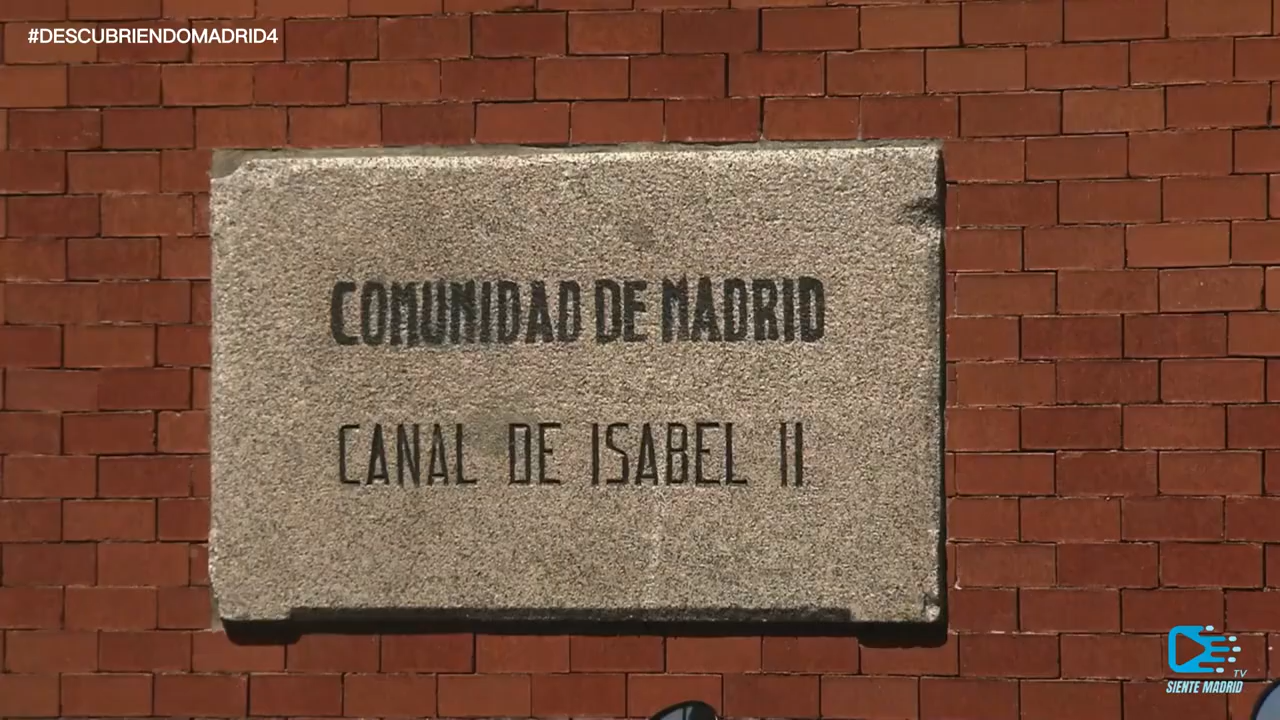 #DESCUBRIENDOMADRID4
COMUNIDAD DE MADRID
CANAL DE ISABEL II
TV
SIENTE MADRID